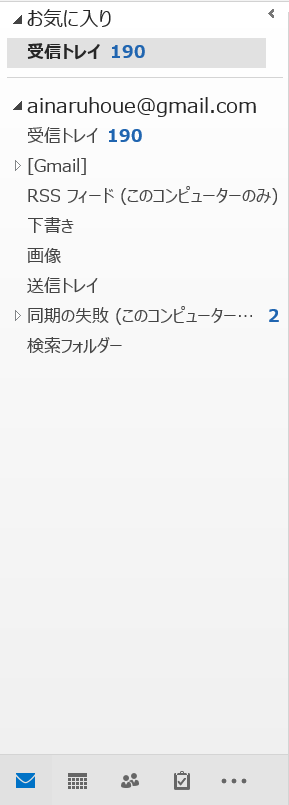 お気に入り
受信トレイ 190
ainaruhoue@gmail.com
受信トレイ 190
[Gmail]
RSS フィード (このコンピューターのみ)
下書き
画像
送信トレイ
同期の失敗 (このコンピューター… 2
検索フォルダー